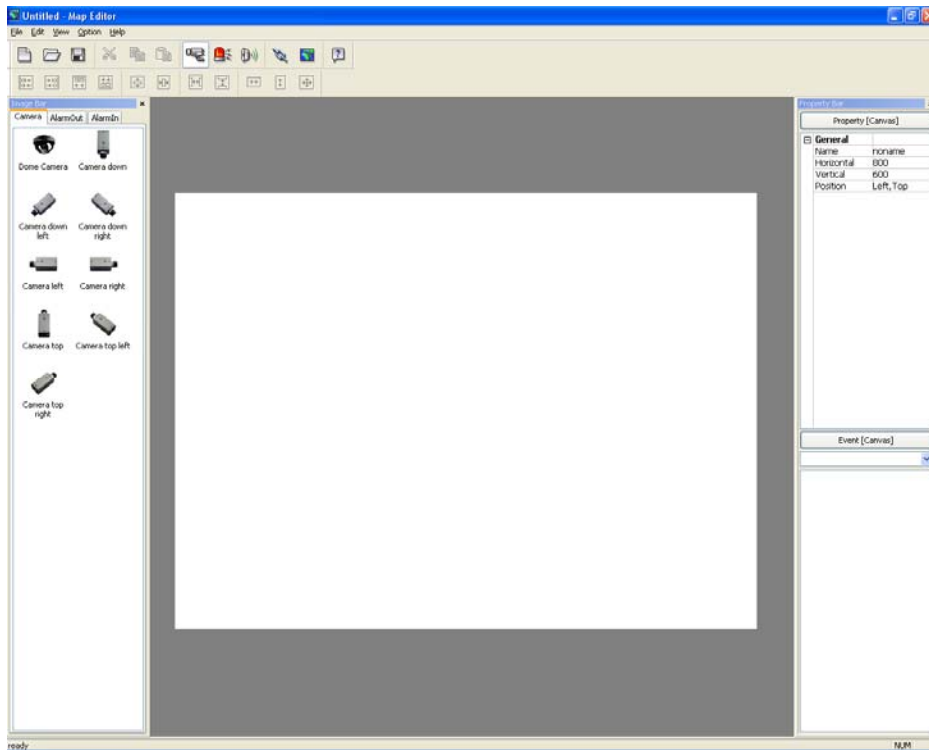 Untitled - Map Editor
File Edit View Option Help
Image Bar
Camera AlarmOut AlarmIn
Dome Camera Camera down
Camera down left Camera down right
Camera left Camera right
Camera top Camera top left
Camera top right
Property Bar
Property [Canvas]
General
Name noname
Horizontal 800
Vertical 600
Position Left,Top
Event [Canvas]
ready
NUM